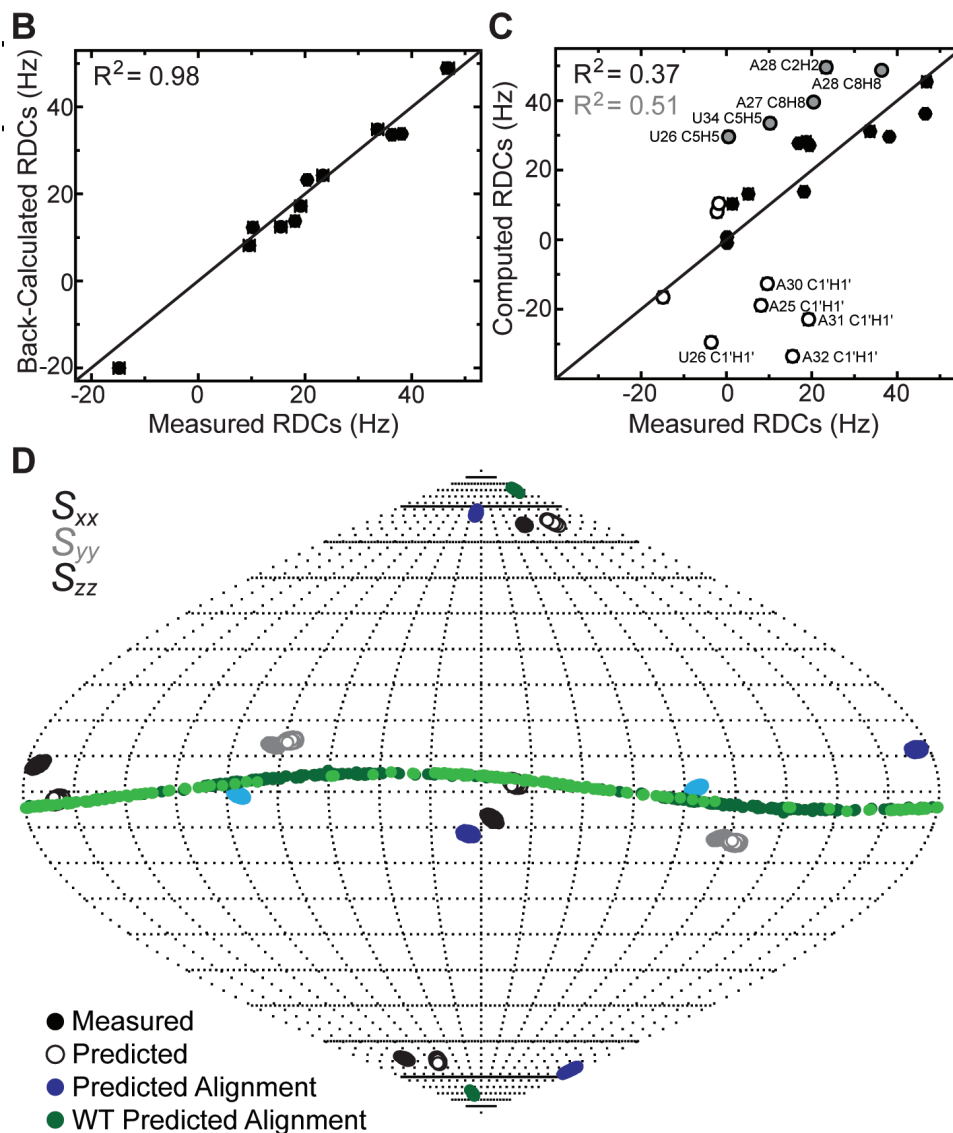 B
R² = 0.98
Back-Calculated RDCs (Hz)
40
20
0
-20
-20
0
20
40
Measured RDCs (Hz)
C
R² = 0.37
R² = 0.51
A28 C2H2
A28 C8H8
A27 C8H8
U34 C5H5
U26 C5H5
A30 C1'H1'
A25 C1'H1'
A31 C1'H1'
U26 C1'H1'
A32 C1'H1'
Computed RDCs (Hz)
40
20
0
-20
-20
0
20
40
Measured RDCs (Hz)
D
Sxx
Syy
Szz
Measured
Predicted
Predicted Alignment
WT Predicted Alignment